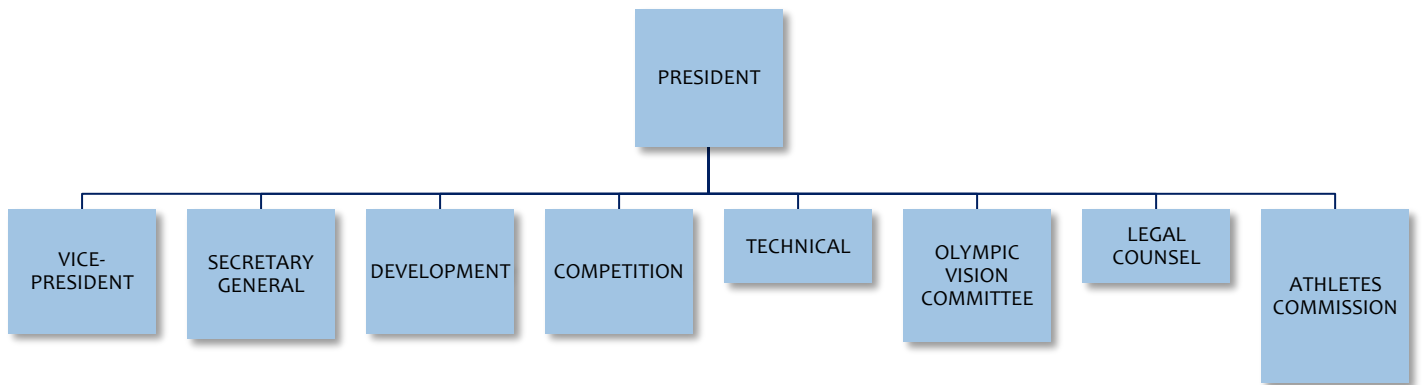 PRESIDENT
VICE-
PRESIDENT
SECRETARY
GENERAL
DEVELOPMENT
COMPETITION
TECHNICAL
OLYMPIC
VISION
COMMITTEE
LEGAL
COUNSEL
ATHLETES
COMMISSION